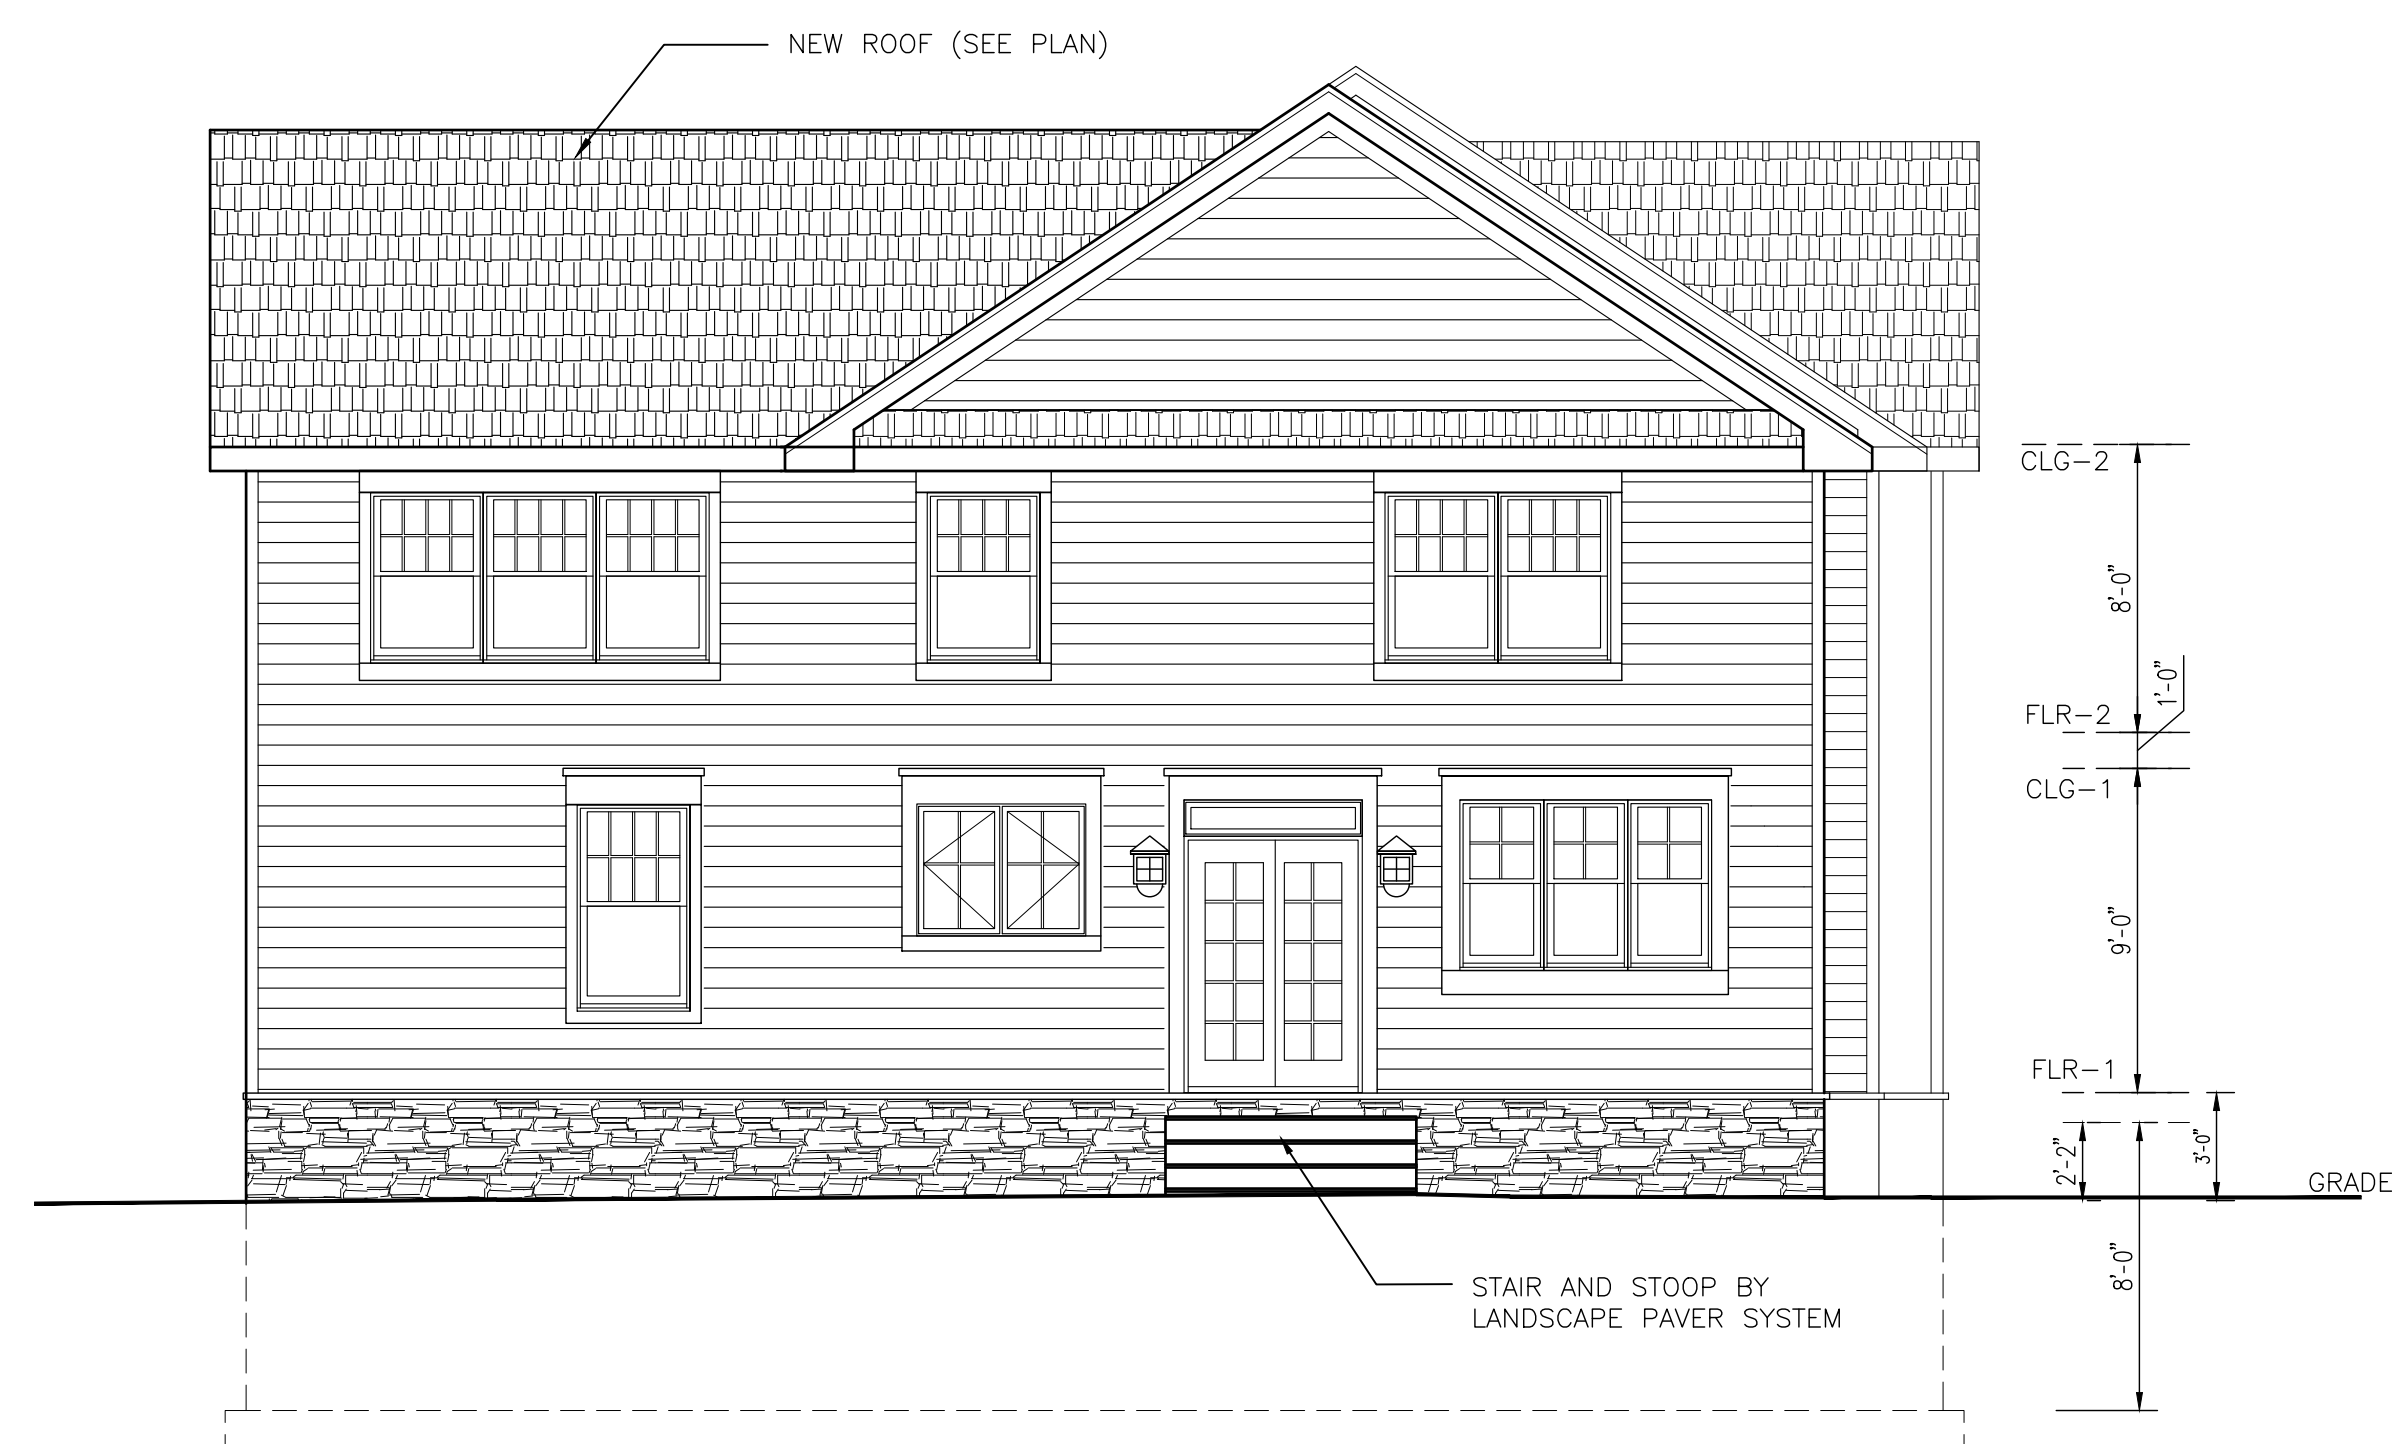 NEW ROOF (SEE PLAN)
CLG-2
8'-0"
1'-0"
FLR-2
CLG-1
9'-0"
FLR-1
2'-2"
3'-0"
GRADE
8'-0"
STAIR AND STOOP BY
LANDSCAPE PAVER SYSTEM